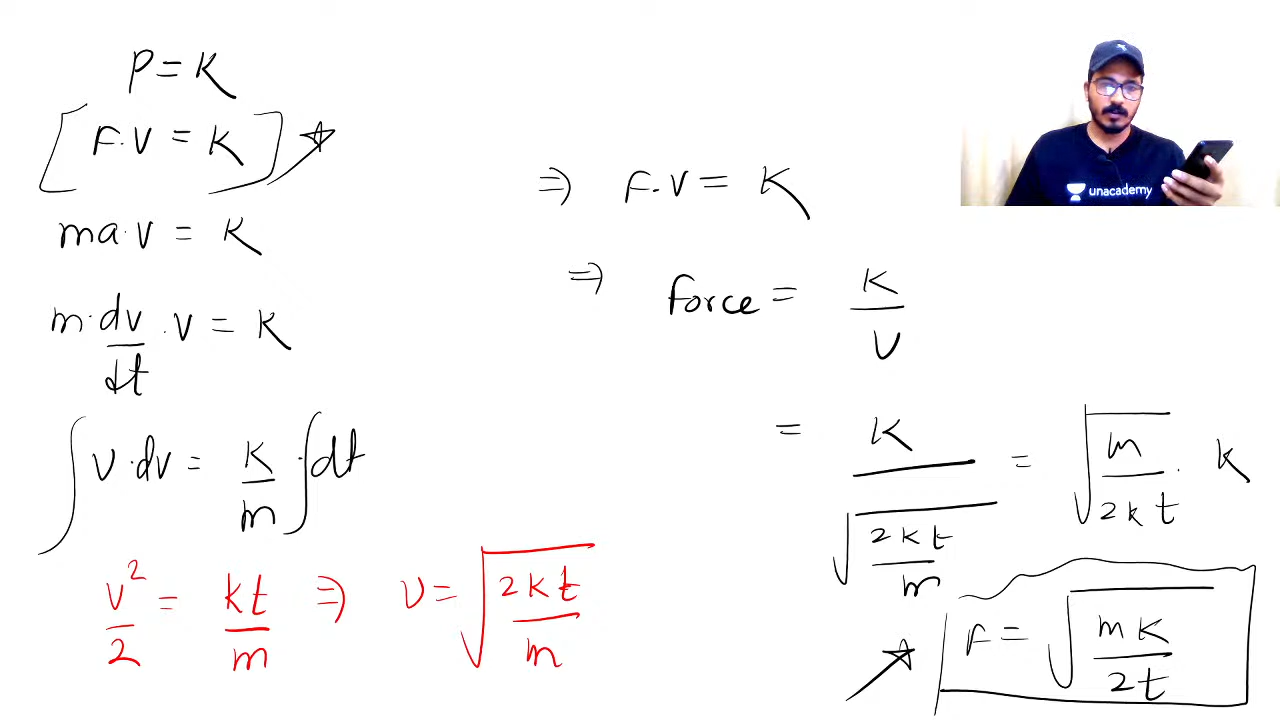 P = K
[F.V = K]
ma.v = K
m.dv/dt .v = K
∫v.dv = K/m ∫dt
v²/2 = kt/m ⇒ v = √(2kt/m)
⇒ F.V = K
⇒ force = K/v
= K/√(2kt/m) = √(m/2kt) . K
F = √(mK/2t)
unacademy